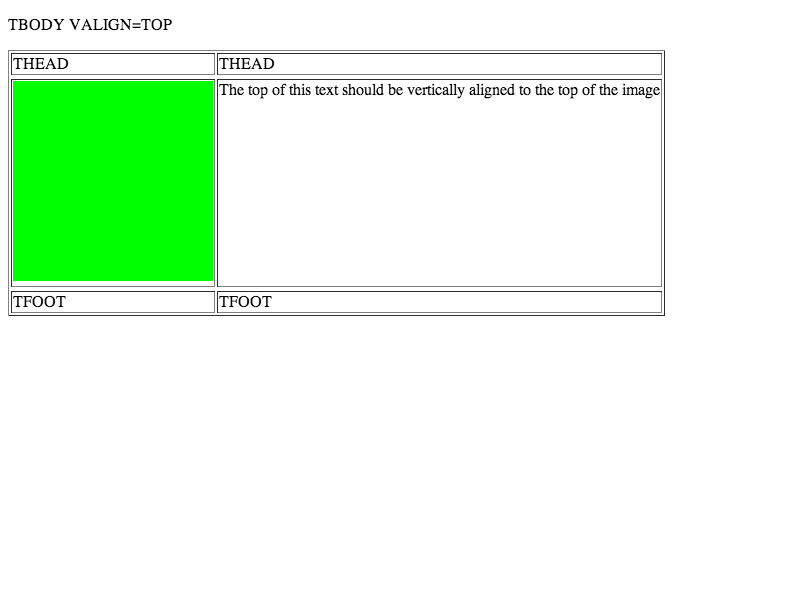 TBODY VALIGN=TOP
THEAD THEAD
The top of this text should be vertically aligned to the top of the image
TFOOT TFOOT